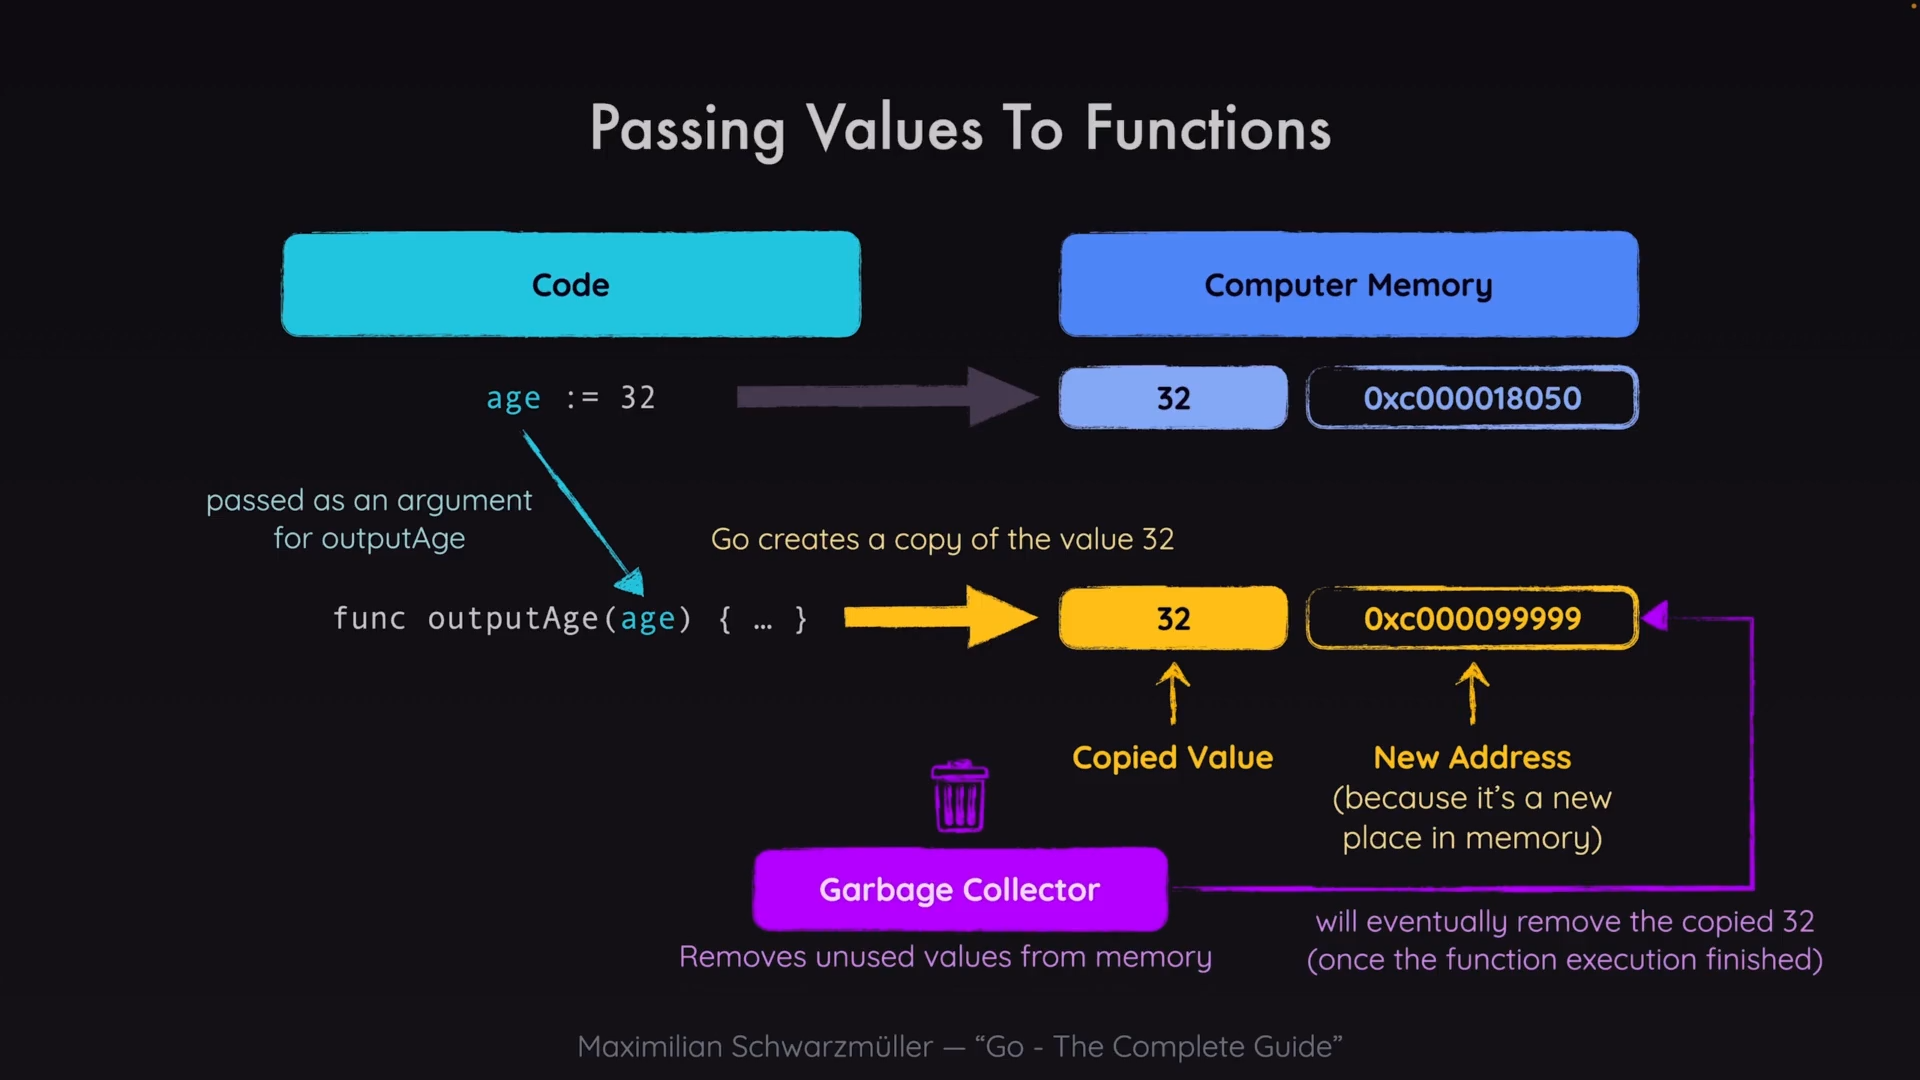 Passing Values To Functions
Code
Computer Memory
age := 32
32
0xc000018050
passed as an argument
for outputAge
Go creates a copy of the value 32
func outputAge(age) { … }
32
0xc000099999
Copied Value
New Address
(because it’s a new
place in memory)
Garbage Collector
Removes unused values from memory
will eventually remove the copied 32
(once the function execution finished)
Maximilian Schwarzmüller — “Go - The Complete Guide”